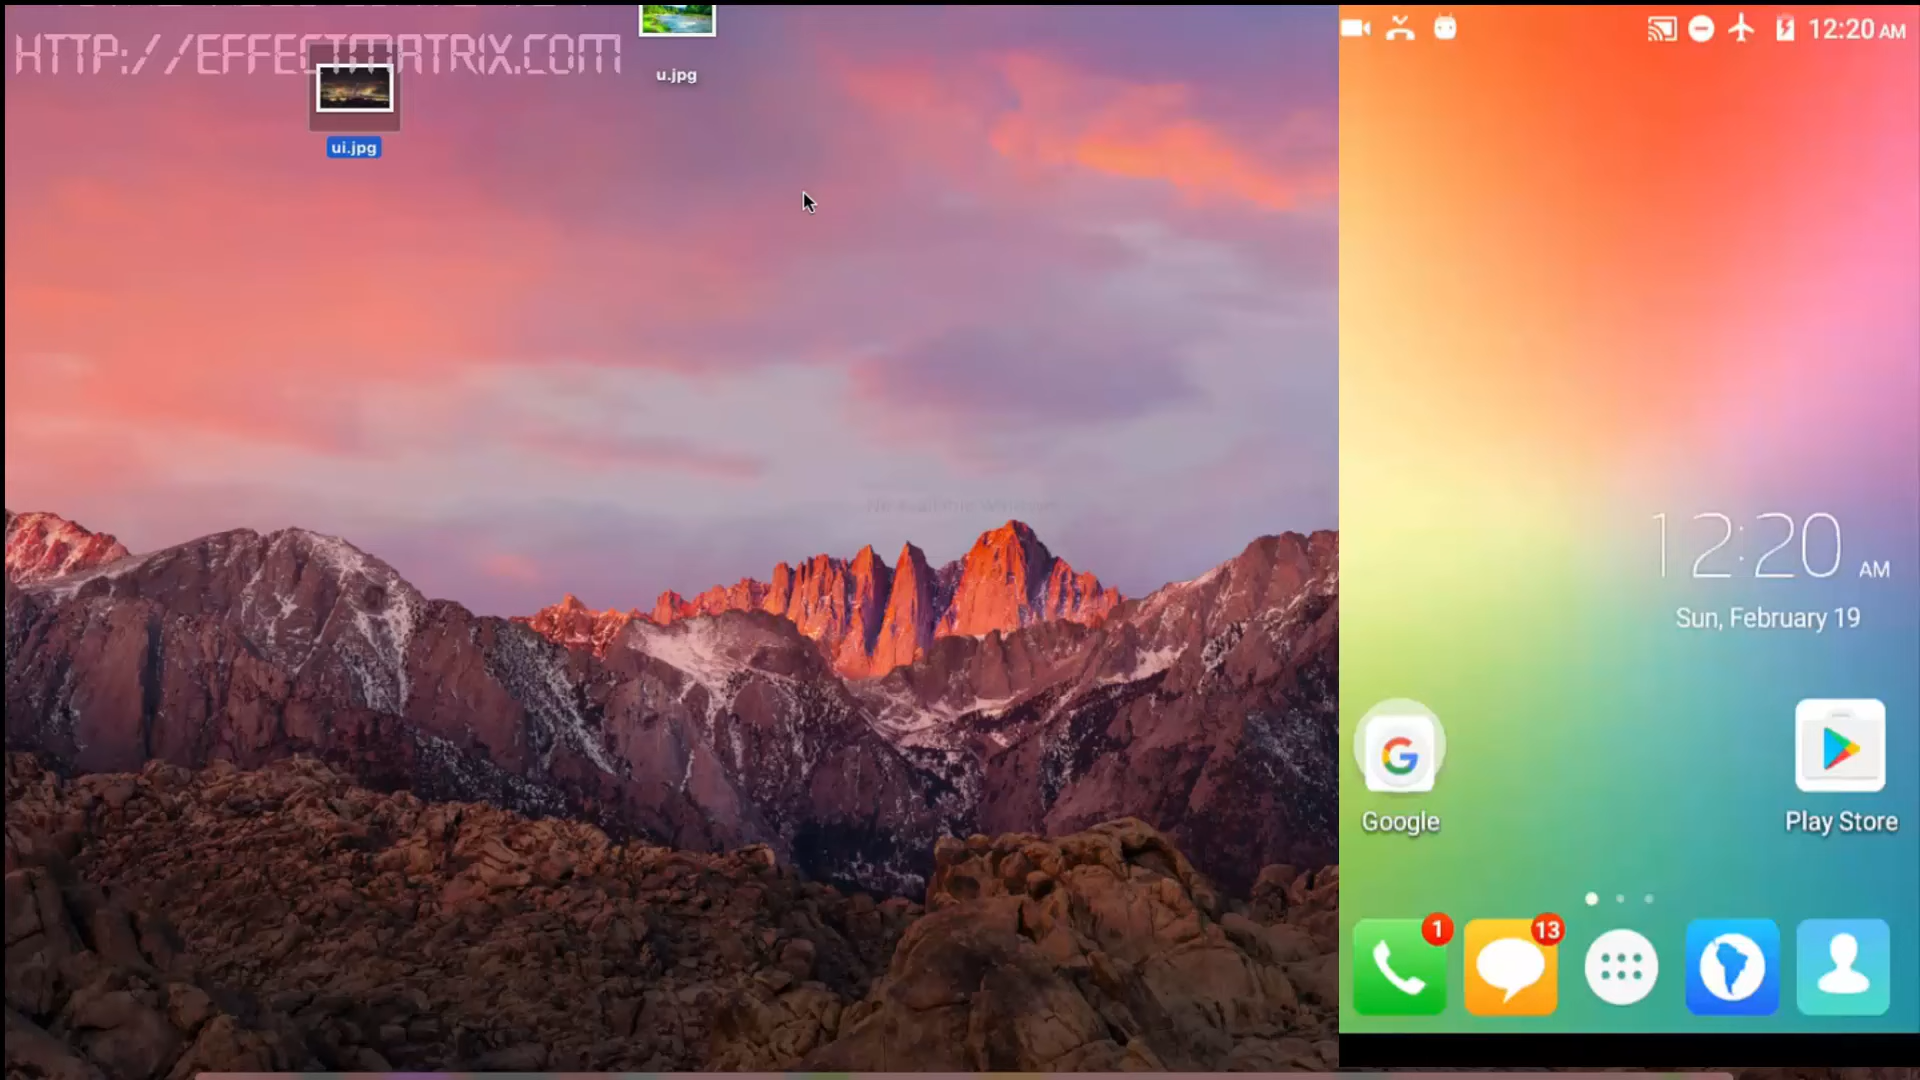 HTTP://EFFECTMATRIX.COM
u.jpg
ui.jpg
12:20 AM
12:20 AM
Sun, February 19
G
Google
Play Store
1
13